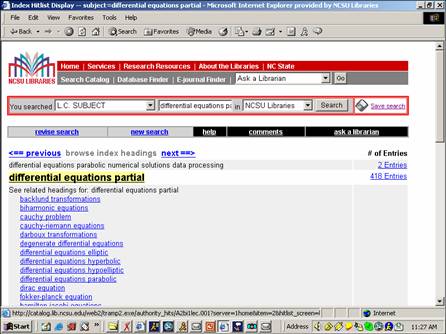 Index Hitlist Display -- subject=differential equations partial - Microsoft Internet Explorer provided by NCSU Libraries
File Edit View Favorites Tools Help
Back Search Favorites Media
NCSU LIBRARIES
Home | Services | Research Resources | About the Libraries | NC State
Search Catalog | Database Finder | E-journal Finder | Ask a Librarian Go
You searched L.C. SUBJECT differential equations pa in NCSU Libraries Search Save search
revise search new search help comments ask a librarian
<== previous browse index headings next ==> # of Entries
differential equations parabolic numerical solutions data processing 2 Entries
differential equations partial 418 Entries
See related headings for: differential equations partial
backlund transformations
biharmonic equations
cauchy problem
cauchy-riemann equations
darboux transformations
degenerate differential equations
differential equations elliptic
differential equations hyperbolic
differential equations hypoelliptic
differential equations parabolic
dirac equation
fokker-planck equation
hamilton-jacobi equations
http://catalog.lib.ncsu.edu/web2/tramp2.exe/authority_hits/A2bi1lec.001?server=1home&item=2&hitlist_screen= Internet
Start Address 11:27 AM